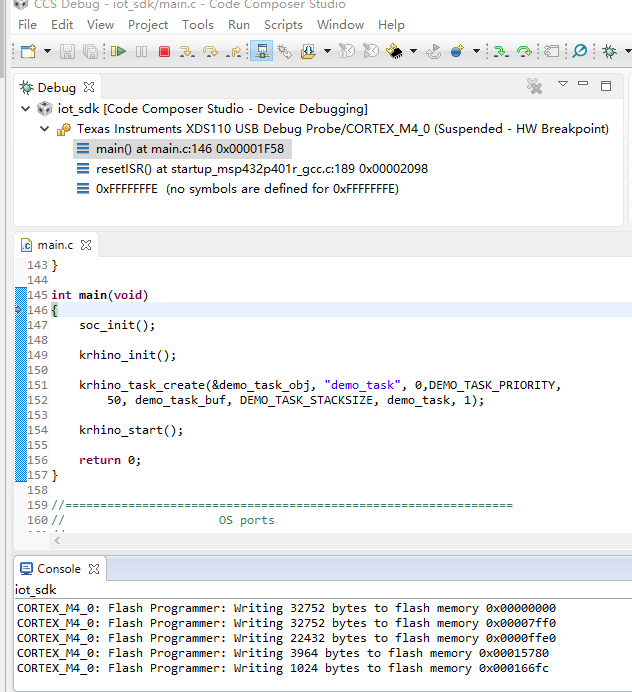 CCS Debug - iot_sdk/main.c - Code Composer Studio
File Edit View Project Tools Run Scripts Window Help
Debug
iot_sdk [Code Composer Studio - Device Debugging]
Texas Instruments XDS110 USB Debug Probe/CORTEX_M4_0 (Suspended - HW Breakpoint)
main() at main.c:146 0x00001F58
resetISR() at startup_msp432p401r_gcc.c:189 0x00002098
0xFFFFFFFE (no symbols are defined for 0xFFFFFFFE)
main.c
143 }
144
145 int main(void)
146 {
147 soc_init();
148
149 krhino_init();
150
151 krhino_task_create(&demo_task_obj, "demo_task", 0,DEMO_TASK_PRIORITY,
152 50, demo_task_buf, DEMO_TASK_STACKSIZE, demo_task, 1);
153
154 krhino_start();
155
156 return 0;
157 }
158
159 //================================================================
160 // OS ports
Console
iot_sdk
CORTEX_M4_0: Flash Programmer: Writing 32752 bytes to flash memory 0x00000000
CORTEX_M4_0: Flash Programmer: Writing 32752 bytes to flash memory 0x00007ff0
CORTEX_M4_0: Flash Programmer: Writing 22432 bytes to flash memory 0x0000ffe0
CORTEX_M4_0: Flash Programmer: Writing 3964 bytes to flash memory 0x00015780
CORTEX_M4_0: Flash Programmer: Writing 1024 bytes to flash memory 0x000166fc